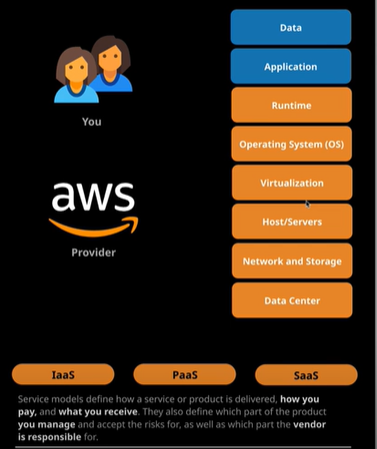 Data
Application
Runtime
Operating System (OS)
Virtualization
Host/Servers
Network and Storage
Data Center
You
aws
Provider
IaaS
PaaS
SaaS
Service models define how a service or product is delivered, how you
pay, and what you receive. They also define which part of the product
you manage and accept the risks for, as well as which part the vendor
is responsible for.